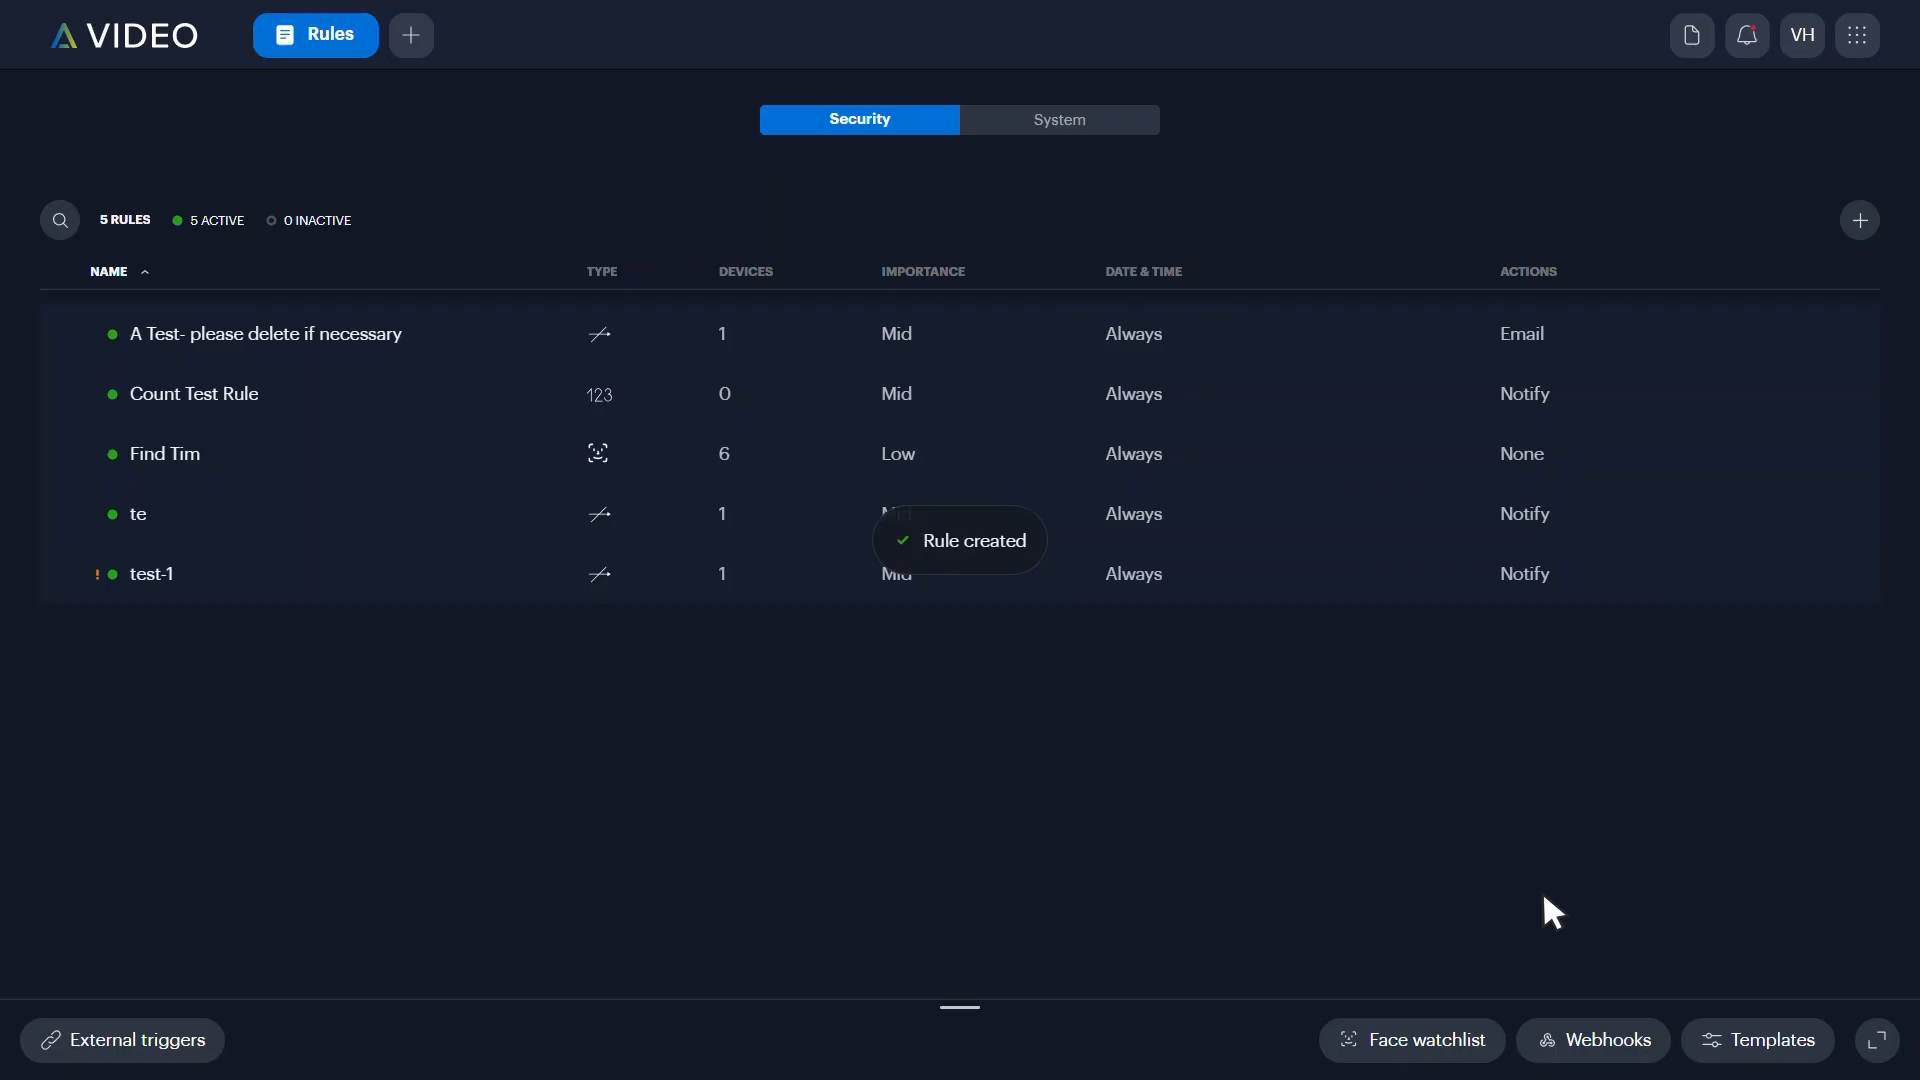 VIDEO
Rules
VH
Security
System
5 RULES
5 ACTIVE
0 INACTIVE
NAME TYPE DEVICES IMPORTANCE DATE & TIME ACTIONS
A Test- please delete if necessary 1 Mid Always Email
Count Test Rule 123 0 Mid Always Notify
Find Tim 6 Low Always None
te 1 Always Notify
Rule created
! test-1 1 Mid Always Notify
External triggers
Face watchlist
Webhooks
Templates